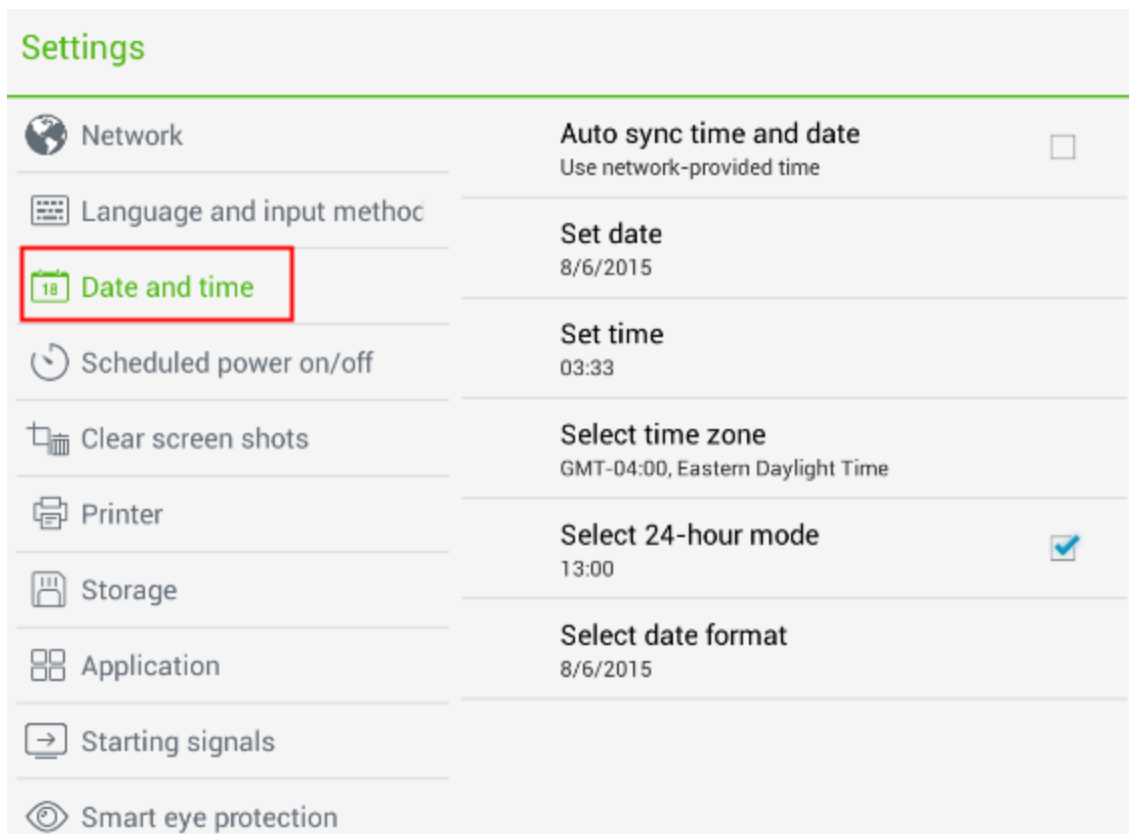 Settings
Network
Language and input method
18 Date and time
Scheduled power on/off
Clear screen shots
Printer
Storage
Application
Starting signals
Smart eye protection
Auto sync time and date
Use network-provided time
Set date
8/6/2015
Set time
03:33
Select time zone
GMT-04:00, Eastern Daylight Time
Select 24-hour mode
13:00
Select date format
8/6/2015